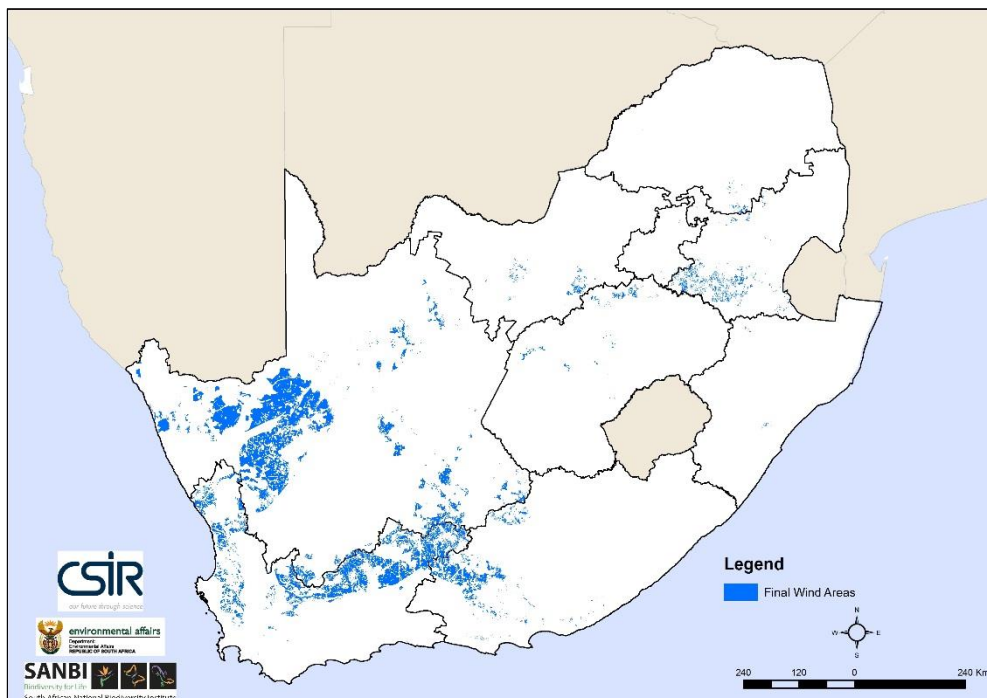 CSIR
our future through science
environmental affairs
Department:
Environmental Affairs
REPUBLIC OF SOUTH AFRICA
SANBI
Biodiversity for Life
South African National Biodiversity Institute
Legend
Final Wind Areas
N
W E
S
240 120 0 240 Km